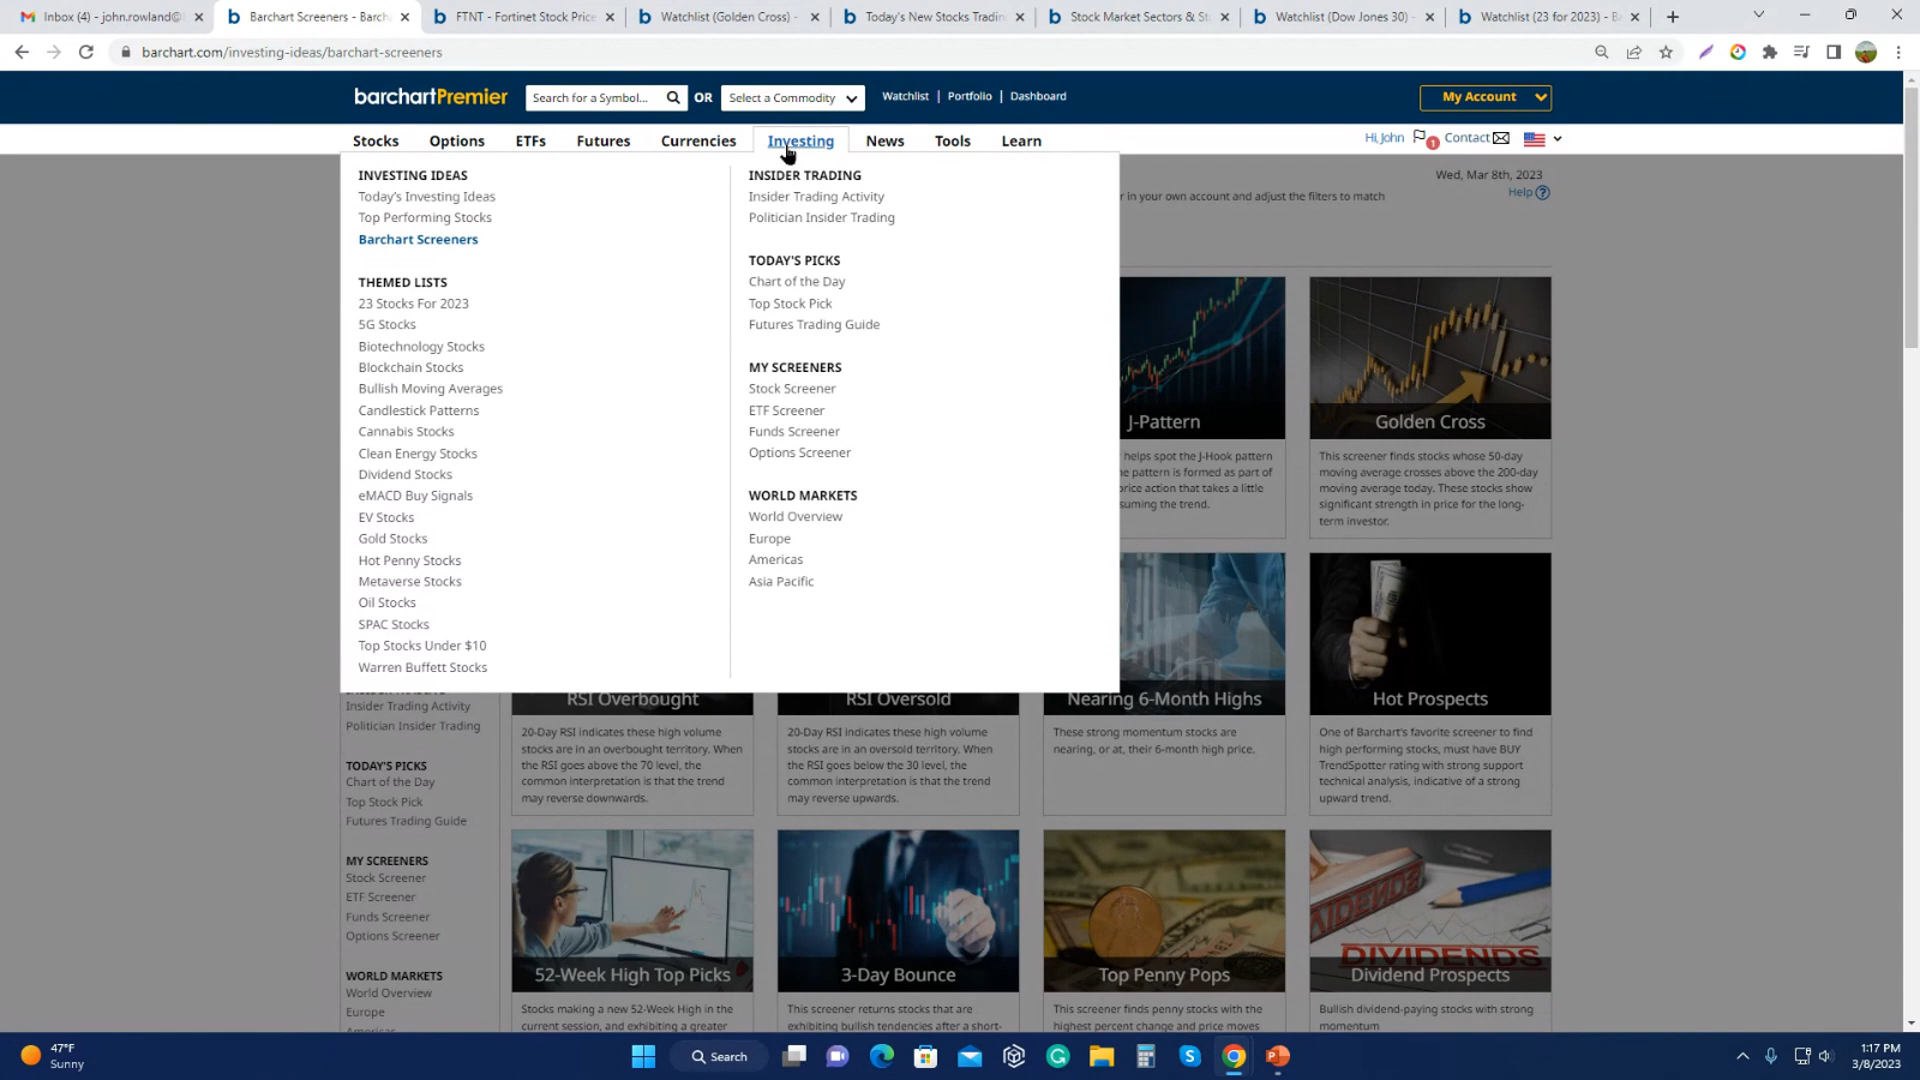 Inbox (4) - john.rowland@
Barchart Screeners - Barch
FTNT - Fortinet Stock Price
Watchlist (Golden Cross) -
Today's New Stocks Tradin
Stock Market Sectors & St
Watchlist (Dow Jones 30) -
Watchlist (23 for 2023) - B
barchart.com/investing-ideas/barchart-screeners
barchartPremier
Search for a Symbol...
OR
Select a Commodity
Watchlist | Portfolio | Dashboard
My Account
Stocks Options ETFs Futures Currencies Investing News Tools Learn
Hi, John
1
Contact
Wed, Mar 8th, 2023
Help
r in your own account and adjust the filters to match
INVESTING IDEAS
Today's Investing Ideas
Top Performing Stocks
Barchart Screeners
THEMED LISTS
23 Stocks For 2023
5G Stocks
Biotechnology Stocks
Blockchain Stocks
Bullish Moving Averages
Candlestick Patterns
Cannabis Stocks
Clean Energy Stocks
Dividend Stocks
eMACD Buy Signals
EV Stocks
Gold Stocks
Hot Penny Stocks
Metaverse Stocks
Oil Stocks
SPAC Stocks
Top Stocks Under $10
Warren Buffett Stocks
INSIDER TRADING
Insider Trading Activity
Politician Insider Trading
TODAY'S PICKS
Chart of the Day
Top Stock Pick
Futures Trading Guide
MY SCREENERS
Stock Screener
ETF Screener
Funds Screener
Options Screener
WORLD MARKETS
World Overview
Europe
Americas
Asia Pacific
J-Pattern
helps spot the J-Hook pattern
e pattern is formed as part of
rice action that takes a little
suming the trend.
Golden Cross
This screener finds stocks whose 50-day
moving average crosses above the 200-day
moving average today. These stocks show
significant strength in price for the long-
term investor.
Insider Trading Activity
Politician Insider Trading
TODAY'S PICKS
Chart of the Day
Top Stock Pick
Futures Trading Guide
MY SCREENERS
Stock Screener
ETF Screener
Funds Screener
Options Screener
WORLD MARKETS
World Overview
Europe
Americas
RSI Overbought
20-Day RSI indicates these high volume
stocks are in an overbought territory. When
the RSI goes above the 70 level, the
common interpretation is that the trend
may reverse downwards.
RSI Oversold
20-Day RSI indicates these high volume
stocks are in an oversold territory. When
the RSI goes below the 30 level, the
common interpretation is that the trend
may reverse upwards.
Nearing 6-Month Highs
These strong momentum stocks are
nearing, or at, their 6-month high price.
Hot Prospects
One of Barchart's favorite screener to find
high performing stocks, must have BUY
TrendSpotter rating with strong support
technical analysis, indicative of a strong
upward trend.
52-Week High Top Picks
Stocks making a new 52-Week High in the
current session, and exhibiting a greater
3-Day Bounce
This screener returns stocks that are
exhibiting bullish tendencies after a short-
Top Penny Pops
This screener finds penny stocks with the
highest percent change and price moves
DIVIDENDS
Dividend Prospects
Bullish dividend-paying stocks with strong
momentum
47°F
Sunny
Search
1:17 PM
3/8/2023